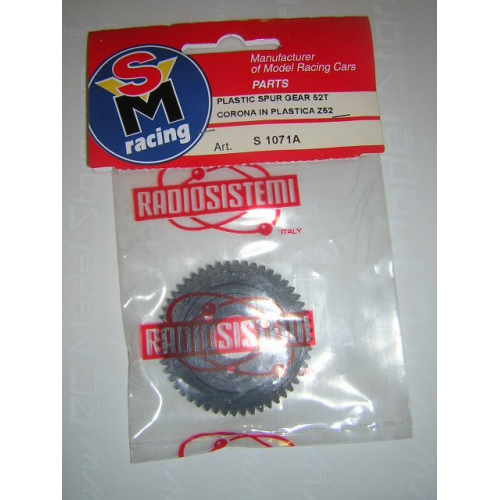 SM
racing
Manufacturer
of Model Racing Cars
PARTS
PLASTIC SPUR GEAR 52T
CORONA IN PLASTICA Z52
Art. S 1071A
RADIOSISTEMI
ITALY
RADIOSISTEMI